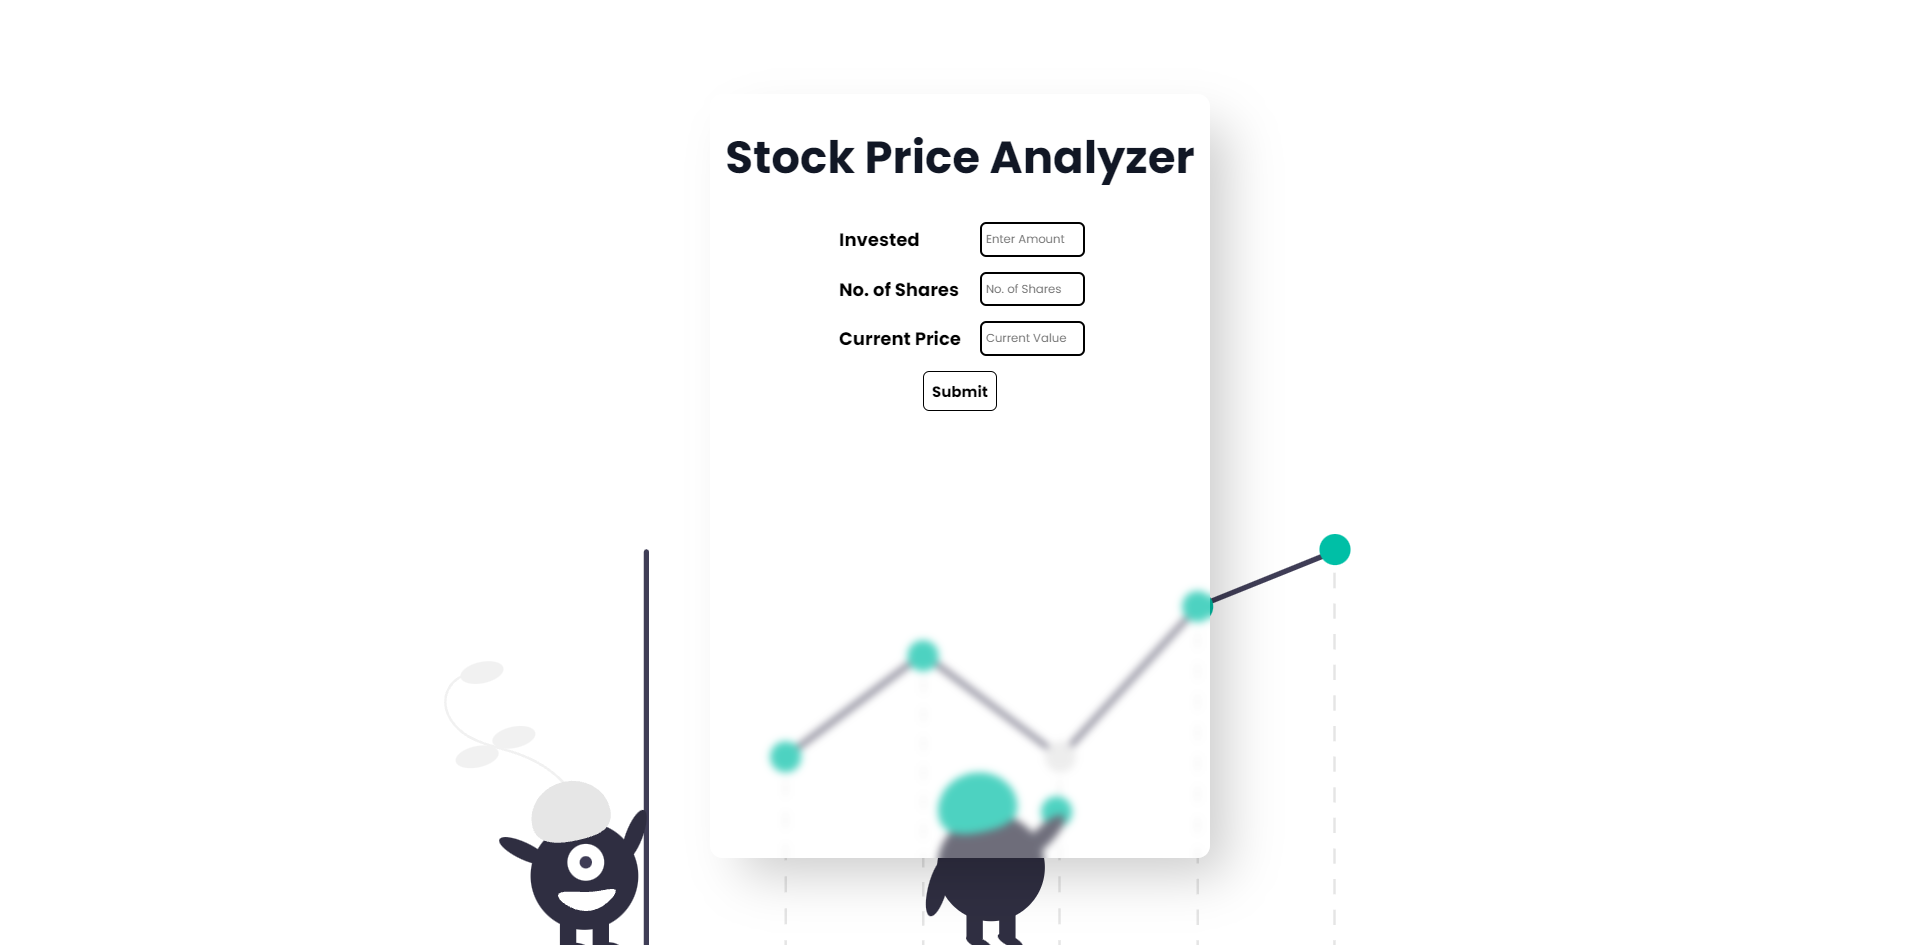 Stock Price Analyzer
Invested Enter Amount
No. of Shares No. of Shares
Current Price Current Value
Submit